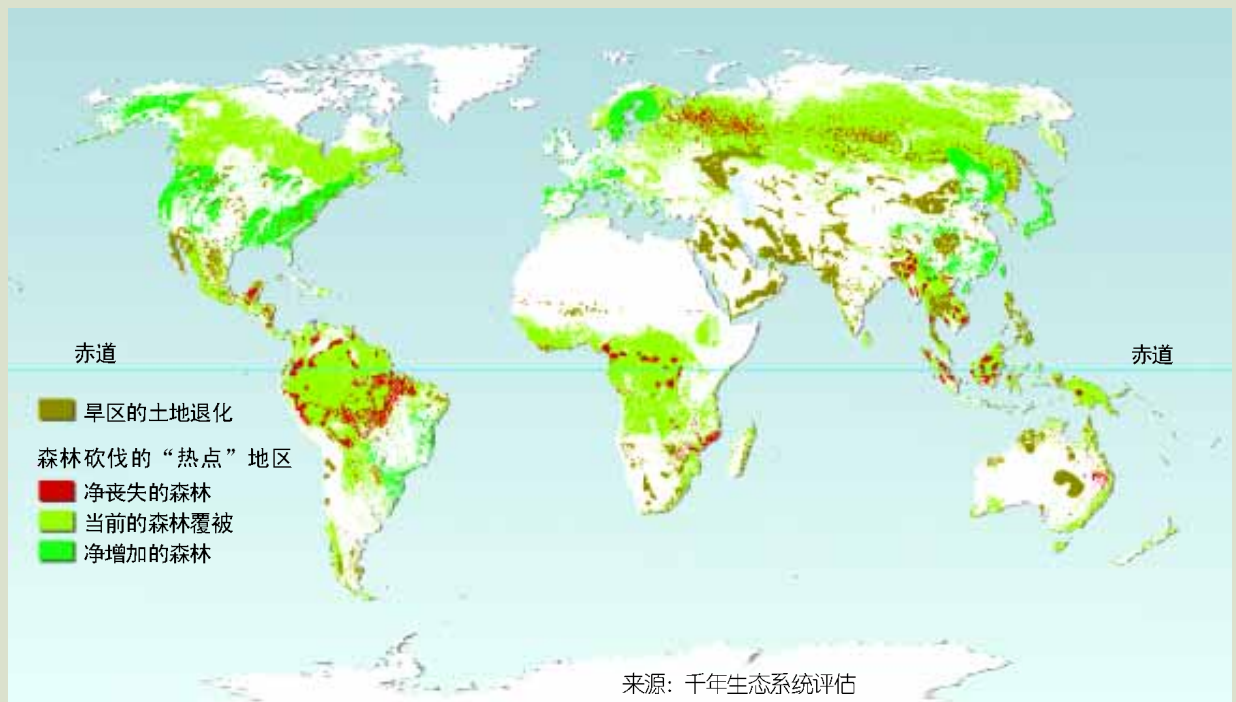 赤道
赤道
旱区的土地退化
森林砍伐的“热点”地区
净丧失的森林
当前的森林覆被
净增加的森林
来源：千年生态系统评估